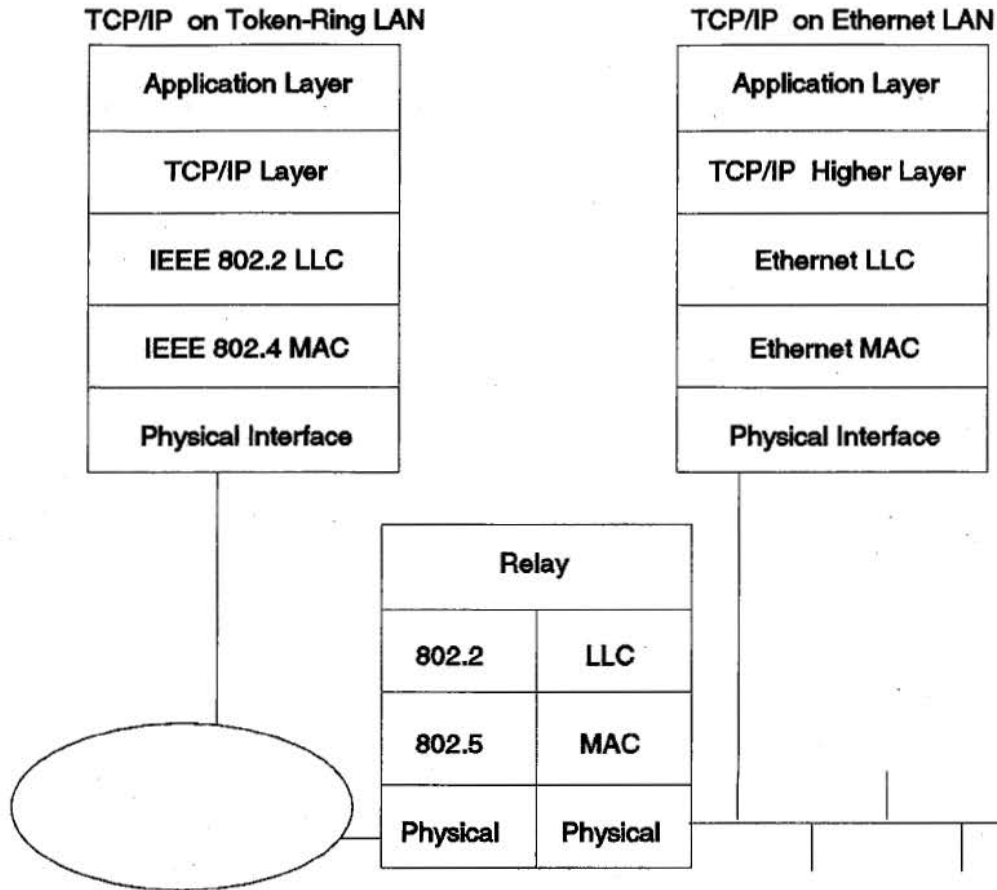 TCP/IP on Token-Ring LAN
Application Layer
TCP/IP Layer
IEEE 802.2 LLC
IEEE 802.4 MAC
Physical Interface
TCP/IP on Ethernet LAN
Application Layer
TCP/IP Higher Layer
Ethernet LLC
Ethernet MAC
Physical Interface
Relay
802.2 LLC
802.5 MAC
Physical Physical